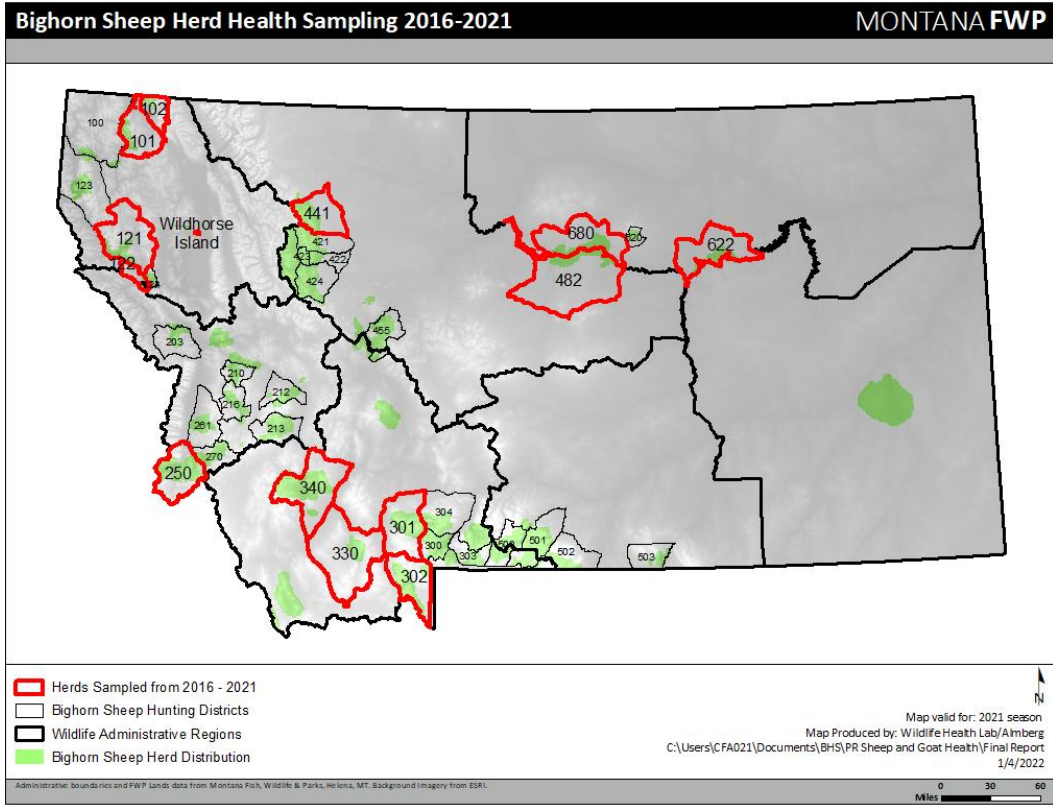 Bighorn Sheep Herd Health Sampling 2016-2021
MONTANA FWP
102
100
101
123
441
Wildhorse
Island
121
421
680
620
622
122
423
422
482
424
455
203
210
212
216
261
213
270
250
340
304
301
501
330
300
303
502
503
302
Herds Sampled from 2016 - 2021
Bighorn Sheep Hunting Districts
Wildlife Administrative Regions
Bighorn Sheep Herd Distribution
N
Map valid for: 2021 season
Map Produced by: Wildlife Health Lab/Almberg
C:\Users\CFA021\Documents\BHS\PR Sheep and Goat Health\Final Report
1/4/2022
Administrative boundaries and FWP Lands data from Montana Fish, Wildlife & Parks, Helena, MT. Background Imagery from ESRI.
0 30 60
Miles